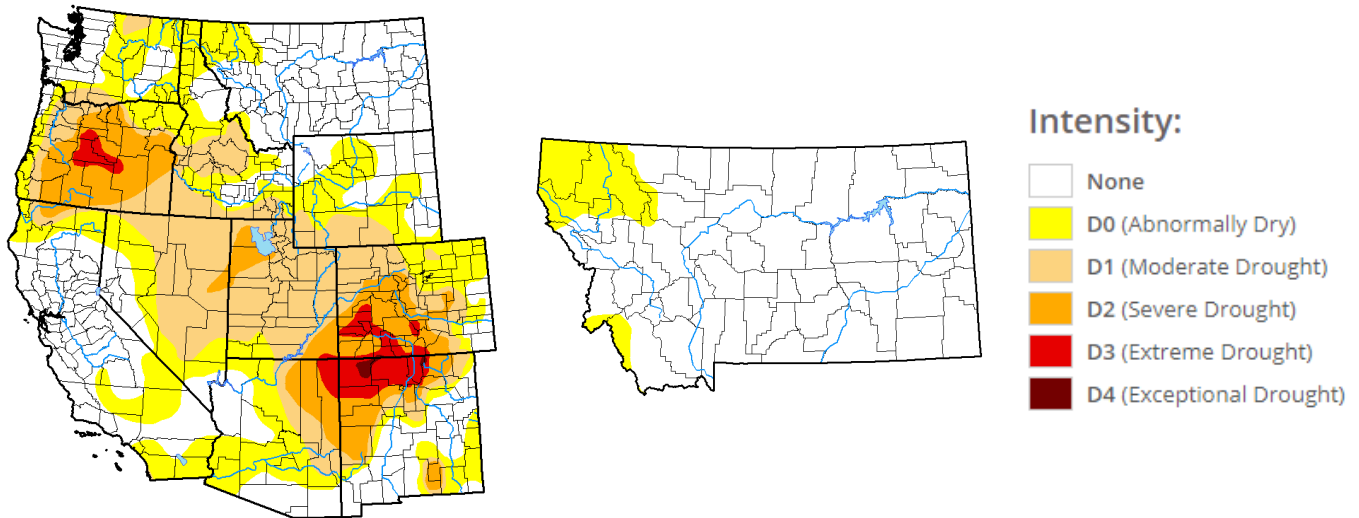 Intensity:
None
D0 (Abnormally Dry)
D1 (Moderate Drought)
D2 (Severe Drought)
D3 (Extreme Drought)
D4 (Exceptional Drought)